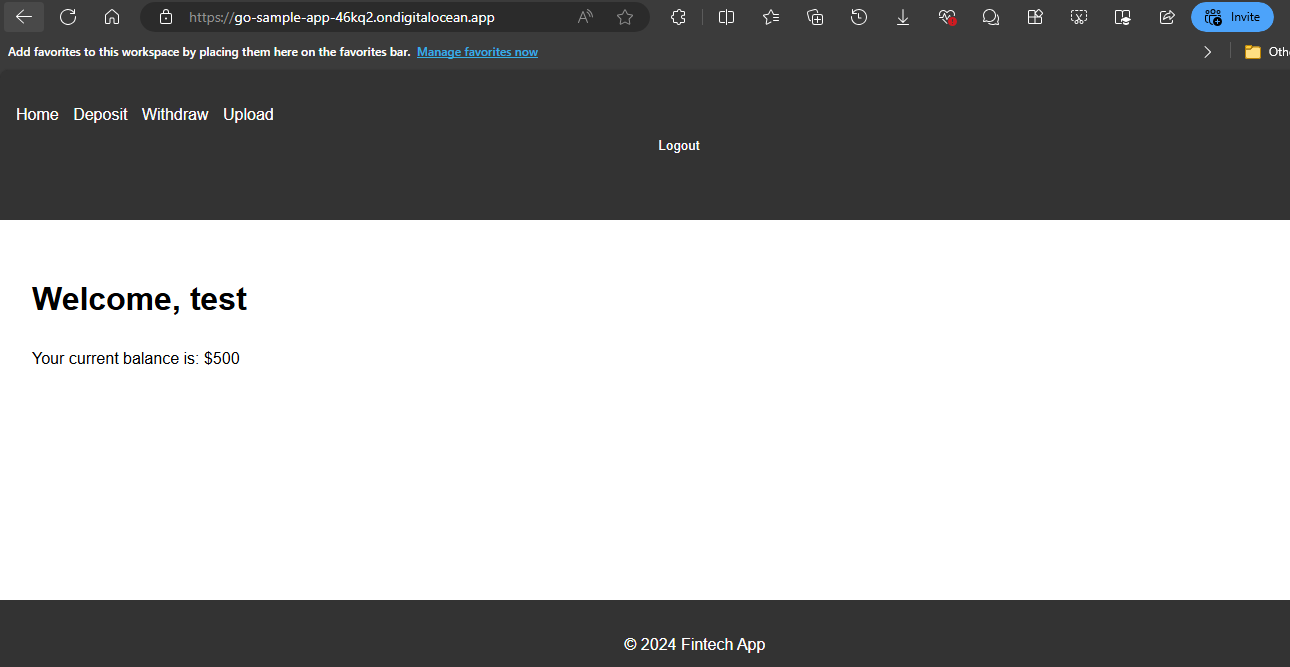 https://go-sample-app-46kq2.ondigitalocean.app
Invite
Add favorites to this workspace by placing them here on the favorites bar. Manage favorites now
Home Deposit Withdraw Upload
Logout
Welcome, test
Your current balance is: $500
© 2024 Fintech App